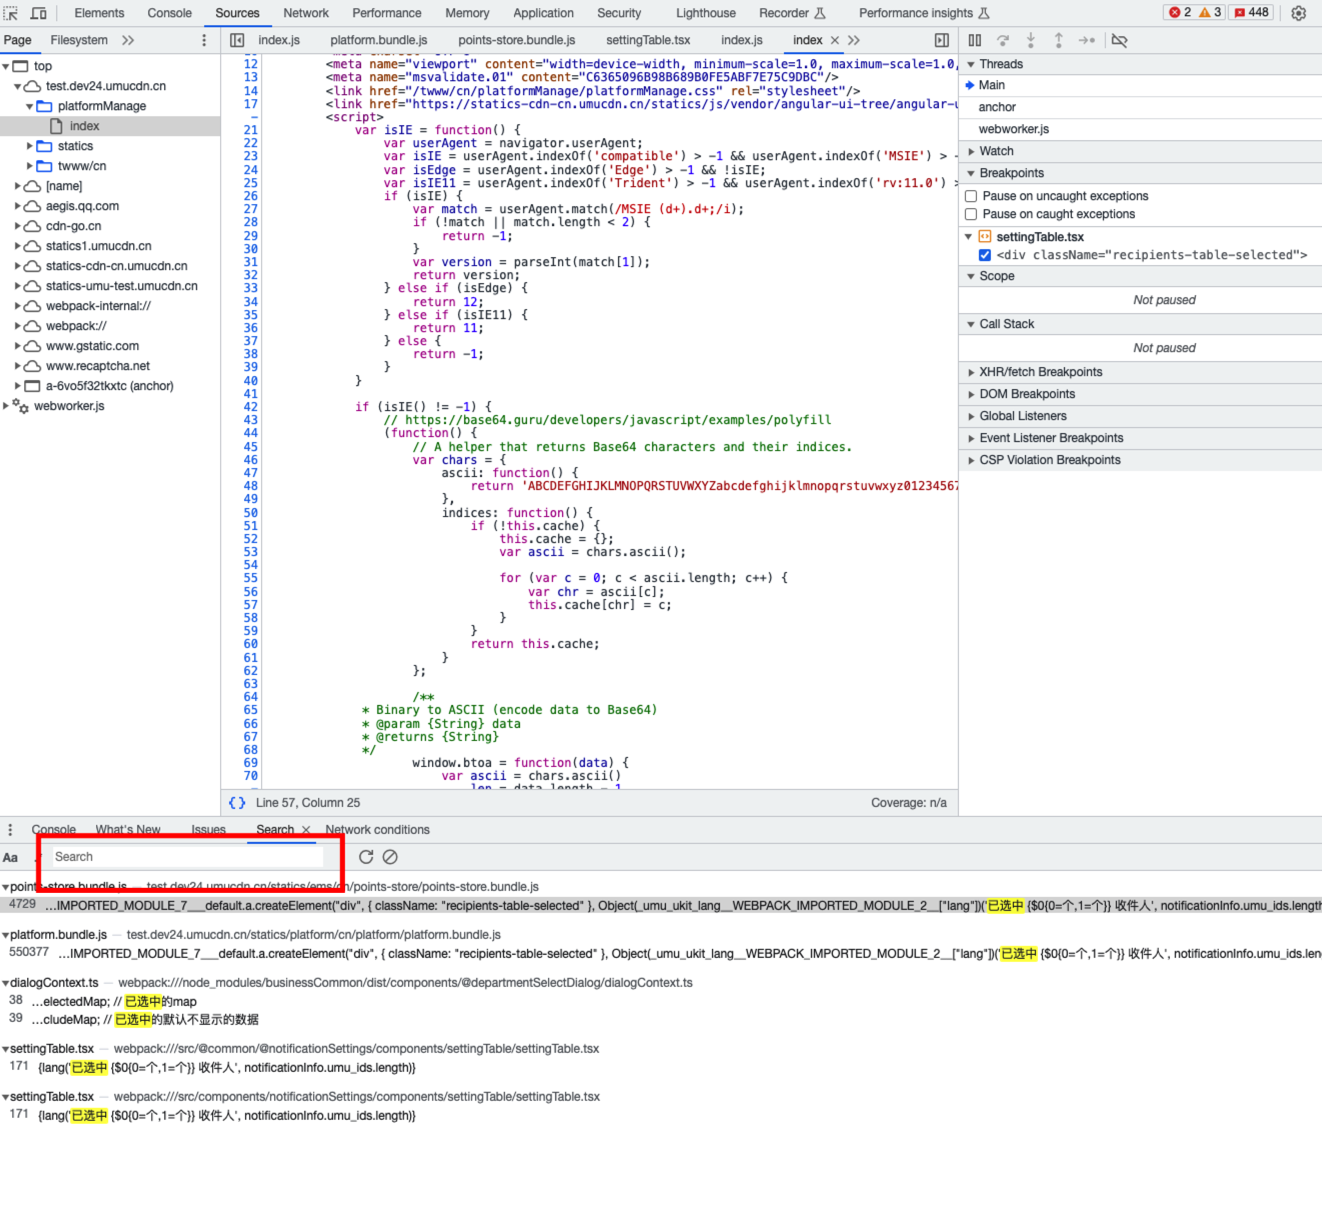 Elements Console Sources Network Performance Memory Application Security Lighthouse Recorder Performance insights 2 3 448
Page Filesystem
index.js platform.bundle.js points-store.bundle.js settingTable.tsx index.js index
top
test.dev24.umucdn.cn
platformManage
index
statics
twww/cn
[name]
aegis.qq.com
cdn-go.cn
statics1.umucdn.cn
statics-cdn-cn.umucdn.cn
statics-umu-test.umucdn.cn
webpack-internal://
webpack://
www.gstatic.com
www.recaptcha.net
a-6vo5f32tkxtc (anchor)
webworker.js
12 <meta name="viewport" content="width=device-width, minimum-scale=1.0, maximum-scale=1.0,
13 <meta name="msvalidate.01" content="C6365096B98B689B0FE5ABF7E75C9DBC"/>
14 <link href="/twww/cn/platformManage/platformManage.css" rel="stylesheet"/>
17 <link href="https://statics-cdn-cn.umucdn.cn/statics/js/vendor/angular-ui-tree/angular-u
- <script>
21 var isIE = function() {
22 var userAgent = navigator.userAgent;
23 var isIE = userAgent.indexOf('compatible') > -1 && userAgent.indexOf('MSIE') > -
24 var isEdge = userAgent.indexOf('Edge') > -1 && !isIE;
25 var isIE11 = userAgent.indexOf('Trident') > -1 && userAgent.indexOf('rv:11.0') >
26 if (isIE) {
27 var match = userAgent.match(/MSIE (d+).d+;/i);
28 if (!match || match.length < 2) {
29 return -1;
30 }
31 var version = parseInt(match[1]);
32 return version;
33 } else if (isEdge) {
34 return 12;
35 } else if (isIE11) {
36 return 11;
37 } else {
38 return -1;
39 }
40 }
41
42 if (isIE() != -1) {
43 // https://base64.guru/developers/javascript/examples/polyfill
44 (function() {
45 // A helper that returns Base64 characters and their indices.
46 var chars = {
47 ascii: function() {
48 return 'ABCDEFGHIJKLMNOPQRSTUVWXYZabcdefghijklmnopqrstuvwxyz01234567
49 },
50 indices: function() {
51 if (!this.cache) {
52 this.cache = {};
53 var ascii = chars.ascii();
54
55 for (var c = 0; c < ascii.length; c++) {
56 var chr = ascii[c];
57 this.cache[chr] = c;
58 }
59 }
60 return this.cache;
61 }
62 };
63
64 /**
65 * Binary to ASCII (encode data to Base64)
66 * @param {String} data
67 * @returns {String}
68 */
69 window.btoa = function(data) {
70 var ascii = chars.ascii()
{} Line 57, Column 25 Coverage: n/a
Threads
Main
anchor
webworker.js
Watch
Breakpoints
Pause on uncaught exceptions
Pause on caught exceptions
settingTable.tsx
<div className="recipients-table-selected">
Scope
Not paused
Call Stack
Not paused
XHR/fetch Breakpoints
DOM Breakpoints
Global Listeners
Event Listener Breakpoints
CSP Violation Breakpoints
Console What's New Issues Search Network conditions
Aa Search
points-store.bundle.js — test.dev24.umucdn.cn/statics/ems/cn/points-store/points-store.bundle.js
4729 …IMPORTED_MODULE_7___default.a.createElement("div", { className: "recipients-table-selected" }, Object(_umu_ukit_lang__WEBPACK_IMPORTED_MODULE_2__["lang"])('已选中 {$0{0=个,1=个}} 收件人', notificationInfo.umu_ids.length
platform.bundle.js — test.dev24.umucdn.cn/statics/platform/cn/platform/platform.bundle.js
550377 …IMPORTED_MODULE_7___default.a.createElement("div", { className: "recipients-table-selected" }, Object(_umu_ukit_lang__WEBPACK_IMPORTED_MODULE_2__["lang"])('已选中 {$0{0=个,1=个}} 收件人', notificationInfo.umu_ids.len
dialogContext.ts — webpack:///node_modules/businessCommon/dist/components/@departmentSelectDialog/dialogContext.ts
38 …electedMap; // 已选中的map
39 …cludeMap; // 已选中的默认不显示的数据
settingTable.tsx — webpack:///src/@common/@notificationSettings/components/settingTable/settingTable.tsx
171 {lang('已选中 {$0{0=个,1=个}} 收件人', notificationInfo.umu_ids.length)}
settingTable.tsx — webpack:///src/components/notificationSettings/components/settingTable/settingTable.tsx
171 {lang('已选中 {$0{0=个,1=个}} 收件人', notificationInfo.umu_ids.length)}